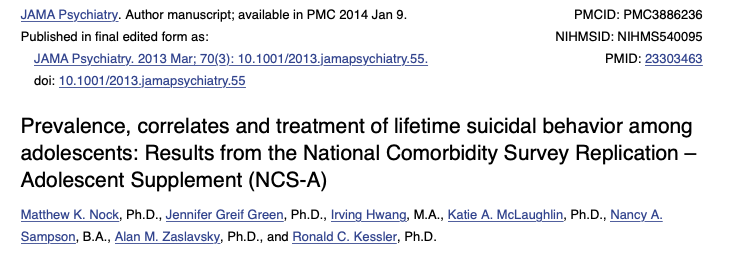 JAMA Psychiatry. Author manuscript; available in PMC 2014 Jan 9.
PMCID: PMC3886236
Published in final edited form as:
NIHMSID: NIHMS540095
JAMA Psychiatry. 2013 Mar; 70(3): 10.1001/2013.jamapsychiatry.55.
PMID: 23303463
doi: 10.1001/2013.jamapsychiatry.55
Prevalence, correlates and treatment of lifetime suicidal behavior among
adolescents: Results from the National Comorbidity Survey Replication –
Adolescent Supplement (NCS-A)
Matthew K. Nock, Ph.D., Jennifer Greif Green, Ph.D., Irving Hwang, M.A., Katie A. McLaughlin, Ph.D., Nancy A.
Sampson, B.A., Alan M. Zaslavsky, Ph.D., and Ronald C. Kessler, Ph.D.